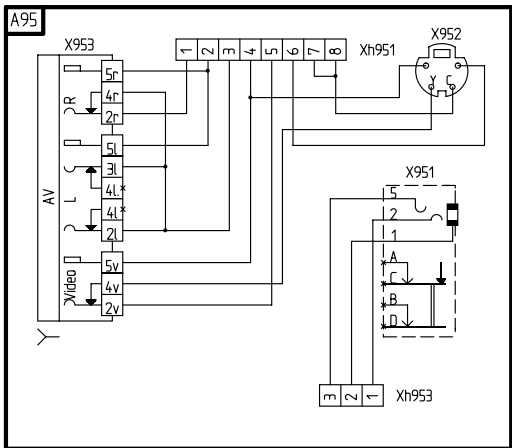 A95
X953
1 2 3 4 5 6 7 8
Xh951
X952
Y C
5r
4r
2r
R
5l
3l
4l.x
4l x
2l
L
AV
5v
4v
2v
Video
X951
5
2
1
A
C
B
D
3 2 1
Xh953